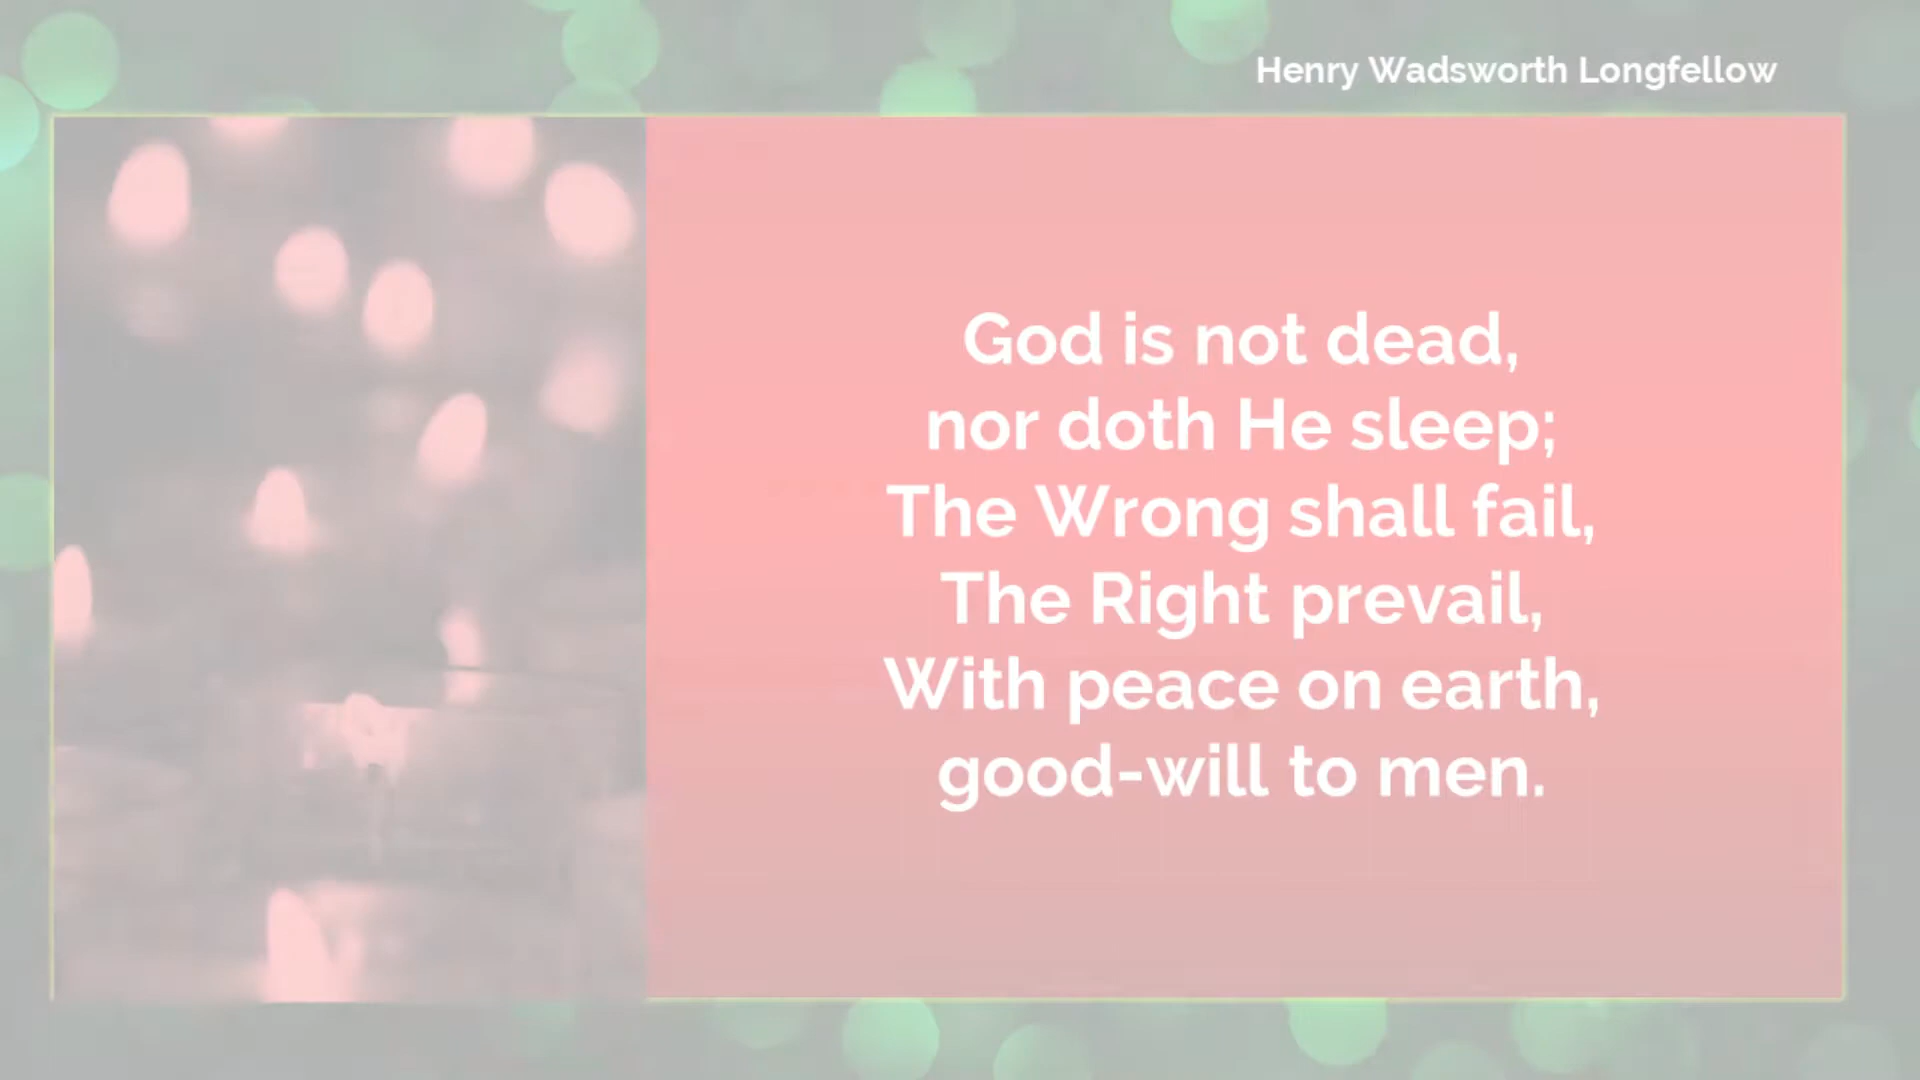 Henry Wadsworth Longfellow
God is not dead,
nor doth He sleep;
The Wrong shall fail,
The Right prevail,
With peace on earth,
good-will to men.